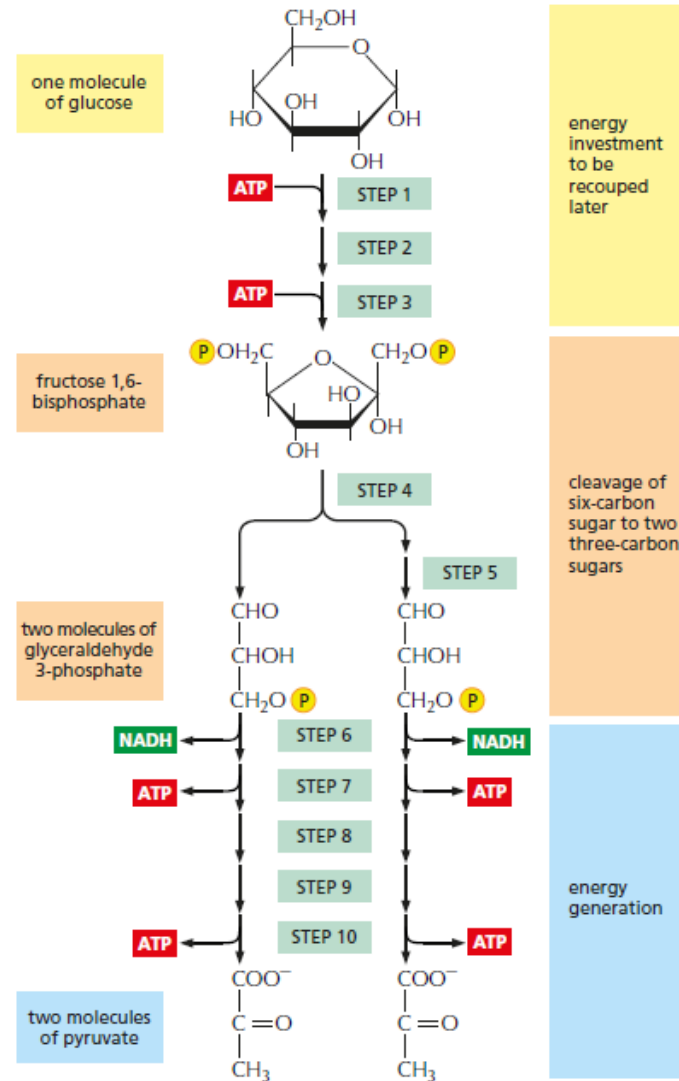 CH₂OH
O
one molecule
of glucose
HO
OH
OH
OH
energy
investment
to be
recouped
later
ATP
STEP 1
STEP 2
ATP
STEP 3
P OH₂C
O
CH₂O P
fructose 1,6-
bisphosphate
HO
OH
OH
STEP 4
cleavage of
six-carbon
sugar to two
three-carbon
sugars
STEP 5
two molecules of
glyceraldehyde
3-phosphate
CHO
CHOH
CH₂O P
CHO
CHOH
CH₂O P
NADH
STEP 6
NADH
ATP
STEP 7
ATP
STEP 8
STEP 9
energy
generation
ATP
STEP 10
ATP
two molecules
of pyruvate
COO⁻
C=O
CH₃
COO⁻
C=O
CH₃